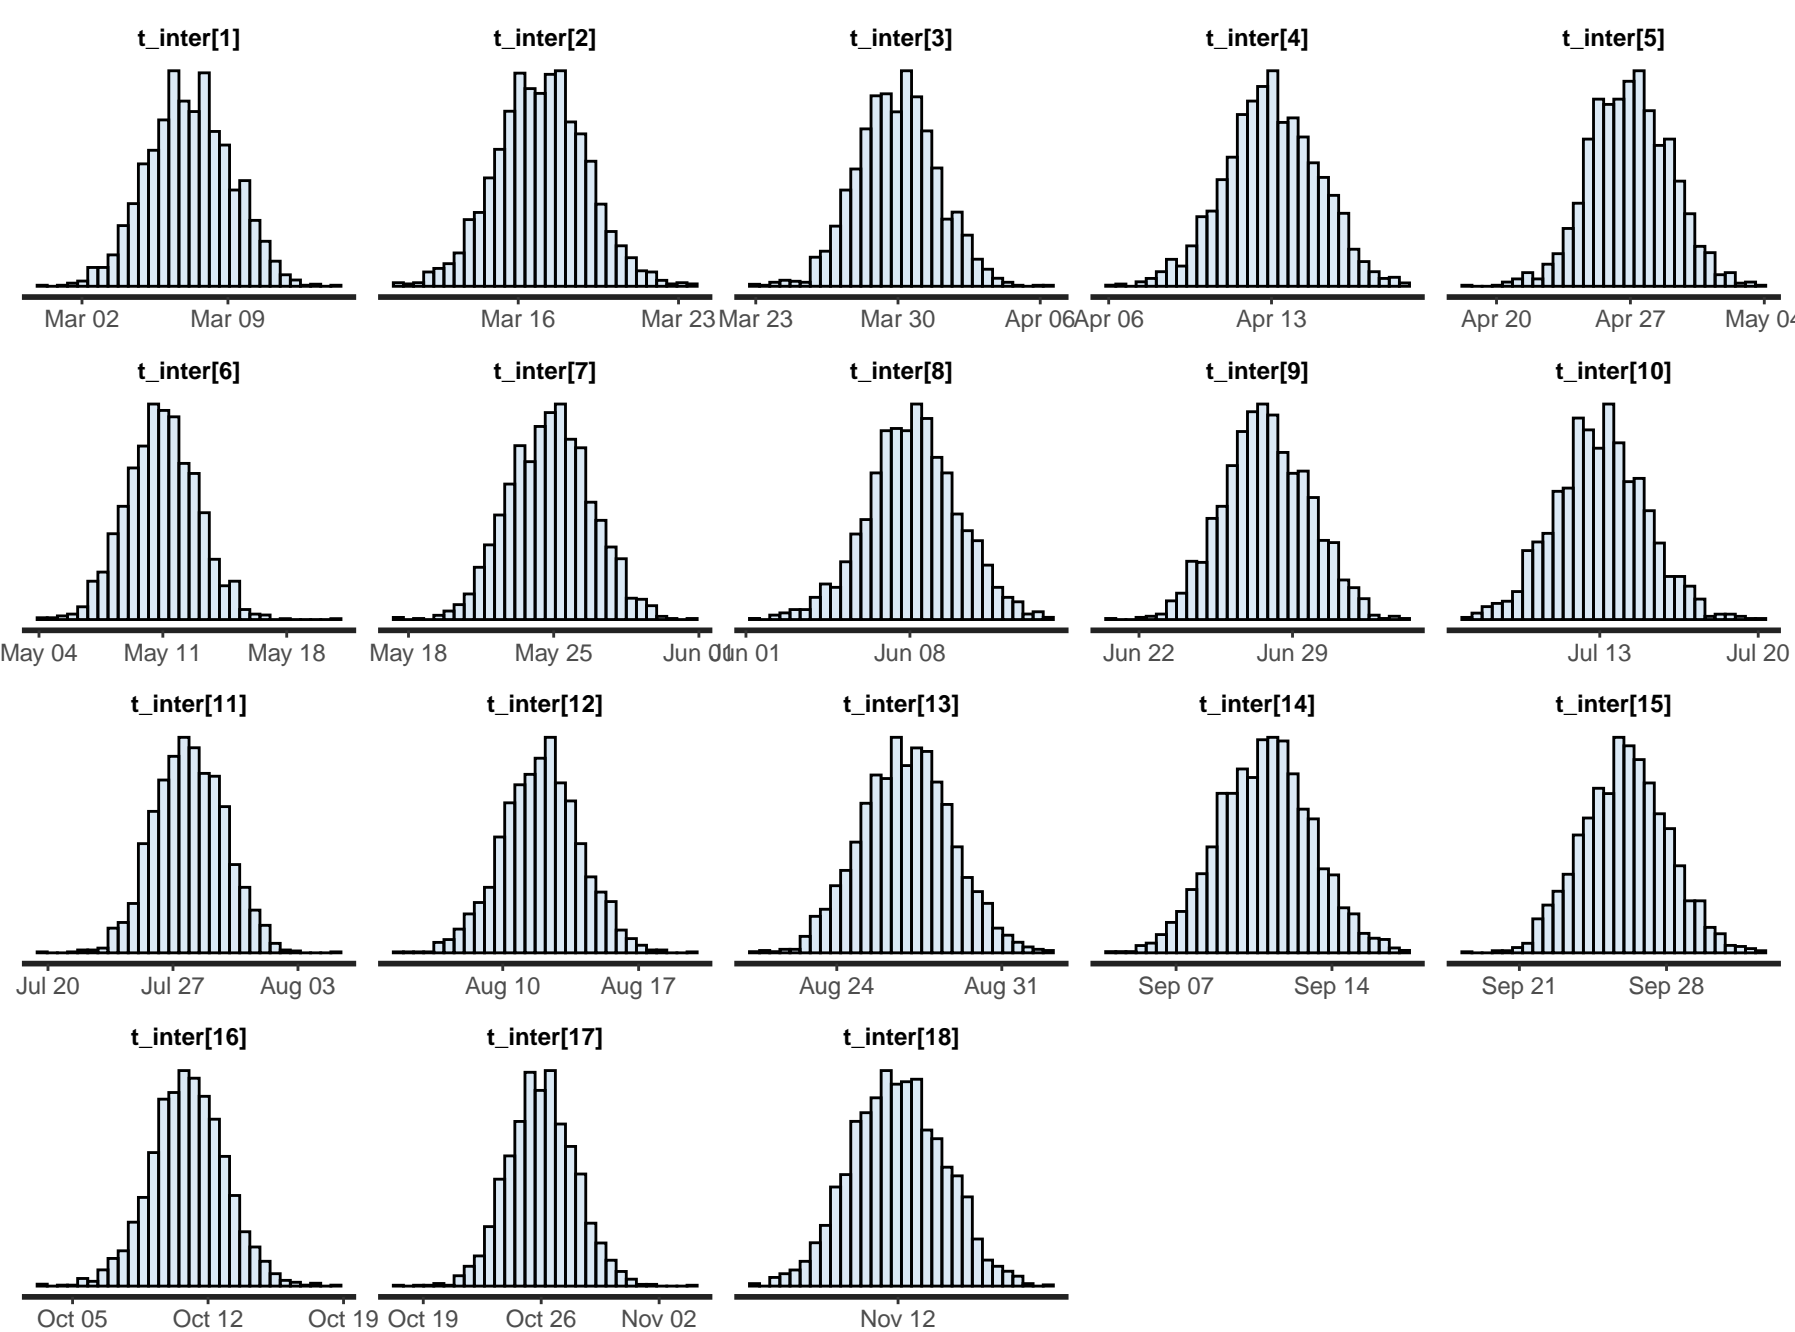 t_inter[1] t_inter[2] t_inter[3] t_inter[4] t_inter[5]
Mar 02 Mar 09 Mar 16 Mar 23 Mar 23 Mar 30 Apr 06 Apr 06 Apr 13 Apr 20 Apr 27 May 04
t_inter[6] t_inter[7] t_inter[8] t_inter[9] t_inter[10]
May 04 May 11 May 18 May 18 May 25 Jun 01 Jun 01 Jun 08 Jun 22 Jun 29 Jul 13 Jul 20
t_inter[11] t_inter[12] t_inter[13] t_inter[14] t_inter[15]
Jul 20 Jul 27 Aug 03 Aug 10 Aug 17 Aug 24 Aug 31 Sep 07 Sep 14 Sep 21 Sep 28
t_inter[16] t_inter[17] t_inter[18]
Oct 05 Oct 12 Oct 19 Oct 19 Oct 26 Nov 02 Nov 12